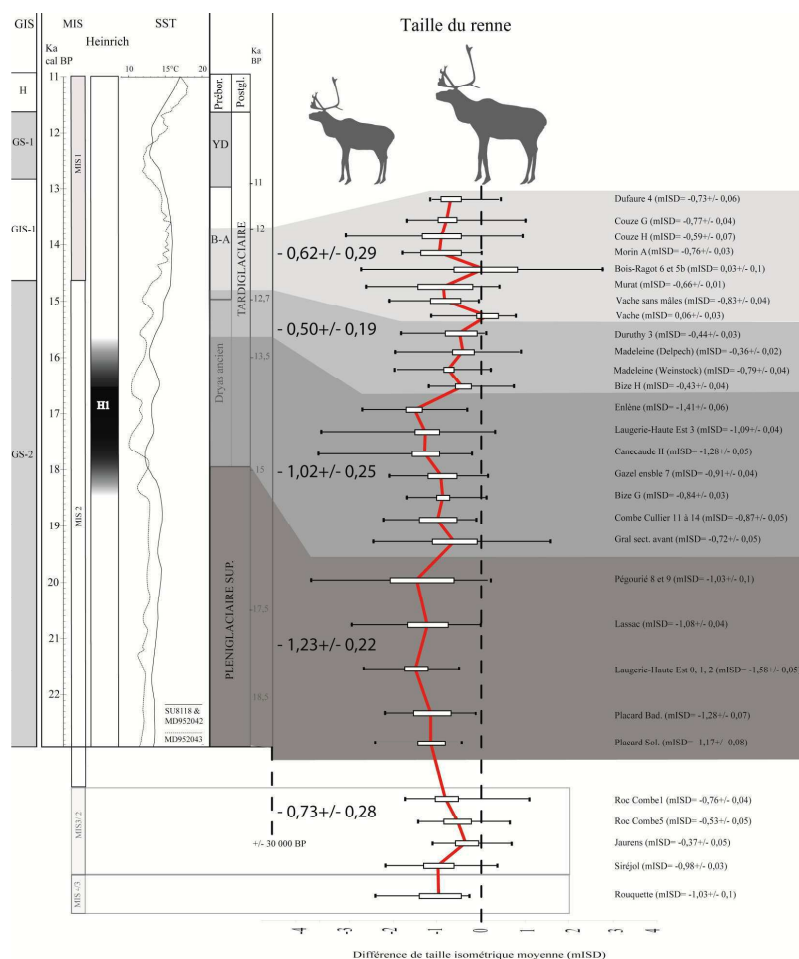 GIS
MIS
Heinrich
SST
Ka
cal BP
10
15°C
20
Ka
BP
Taille du renne
11
12
13
14
15
16
17
18
19
20
21
22
H
GS-1
GIS-1
GS-2
MIS 1
MIS 2
MIS3/2
MIS 4/3
H1
SU8118 &
MD952042
MD952043
Prébor.
Postgl.
YD
B-A
Dryas ancien
TARDIGLACIAIRE
PLENIGLACIAIRE SUP.
11
12
12,7
13,5
15
17,5
19,5
+/- 30 000 BP
- 0,62+/- 0,29
- 0,50+/- 0,19
- 1,02+/- 0,25
- 1,23+/- 0,22
- 0,73+/- 0,28
Dufaure 4 (mISD= -0,73+/- 0,06)
Couze G (mISD= -0,77+/- 0,04)
Couze H (mISD= -0,59+/- 0,07)
Morin A (mISD= -0,76+/- 0,03)
Bois-Ragot 6 et 5b (mISD= 0,03+/- 0,1)
Murat (mISD= -0,66+/- 0,01)
Vache sans mâles (mISD= -0,83+/- 0,04)
Vache (mISD= 0,06+/- 0,03)
Duruthy 3 (mISD= -0,44+/- 0,03)
Madeleine (Delpech) (mISD= -0,36+/- 0,02)
Madeleine (Weinstock) (mISD= -0,79+/- 0,04)
Bize H (mISD= -0,43+/- 0,04)
Enlène (mISD= -1,41+/- 0,06)
Laugerie-Haute Est 3 (mISD= -1,09+/- 0,04)
Canecaude II (mISD= -1,28+/- 0,05)
Gazel ensble 7 (mISD= -0,91+/- 0,04)
Bize G (mISD= -0,84+/- 0,03)
Combe Cullier 11 à 14 (mISD= -0,87+/- 0,05)
Gral sect. avant (mISD= -0,72+/- 0,05)
Pégourié 8 et 9 (mISD= -1,03+/- 0,1)
Lassac (mISD= -1,08+/- 0,04)
Laugerie-Haute Est 0, 1, 2 (mISD= -1,58+/- 0,05
Placard Bad. (mISD= -1,28+/- 0,07)
Placard Sol. (mISD= -1,17+/- 0,08)
Roc Combe1 (mISD= -0,76+/- 0,04)
Roc Combe5 (mISD= -0,53+/- 0,05)
Jaurens (mISD= -0,37+/- 0,05)
Siréjol (mISD= -0,98+/- 0,03)
Rouquette (mISD= -1,03+/- 0,1)
-4
-3
-2
-1
0
1
2
3
4
Différence de taille isométrique moyenne (mISD)